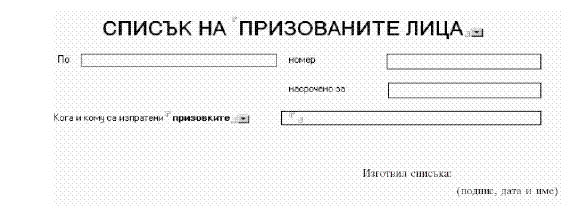 СПИСЪК НА ПРИЗОВАНИТЕ ЛИЦА
По номер
насрочено за
Кога и кому са изпратени призовките
Изготвил списъка:
(подпис, дата и име)